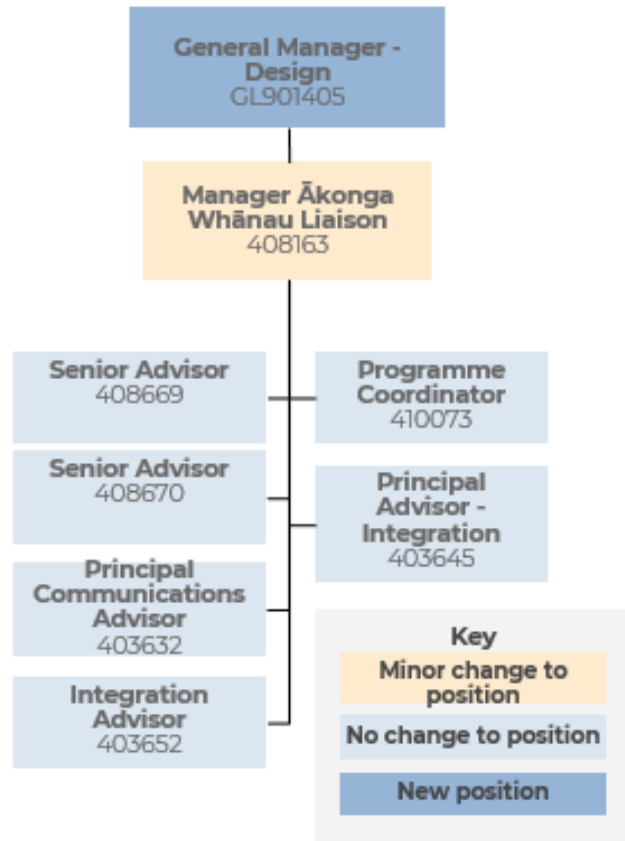 General Manager -
Design
GL901405
Manager Ākonga
Whānau Liaison
408163
Senior Advisor
408669
Programme
Coordinator
410073
Senior Advisor
408670
Principal
Advisor -
Integration
403645
Principal
Communications
Advisor
403632
Integration
Advisor
403652
Key
Minor change to
position
No change to position
New position